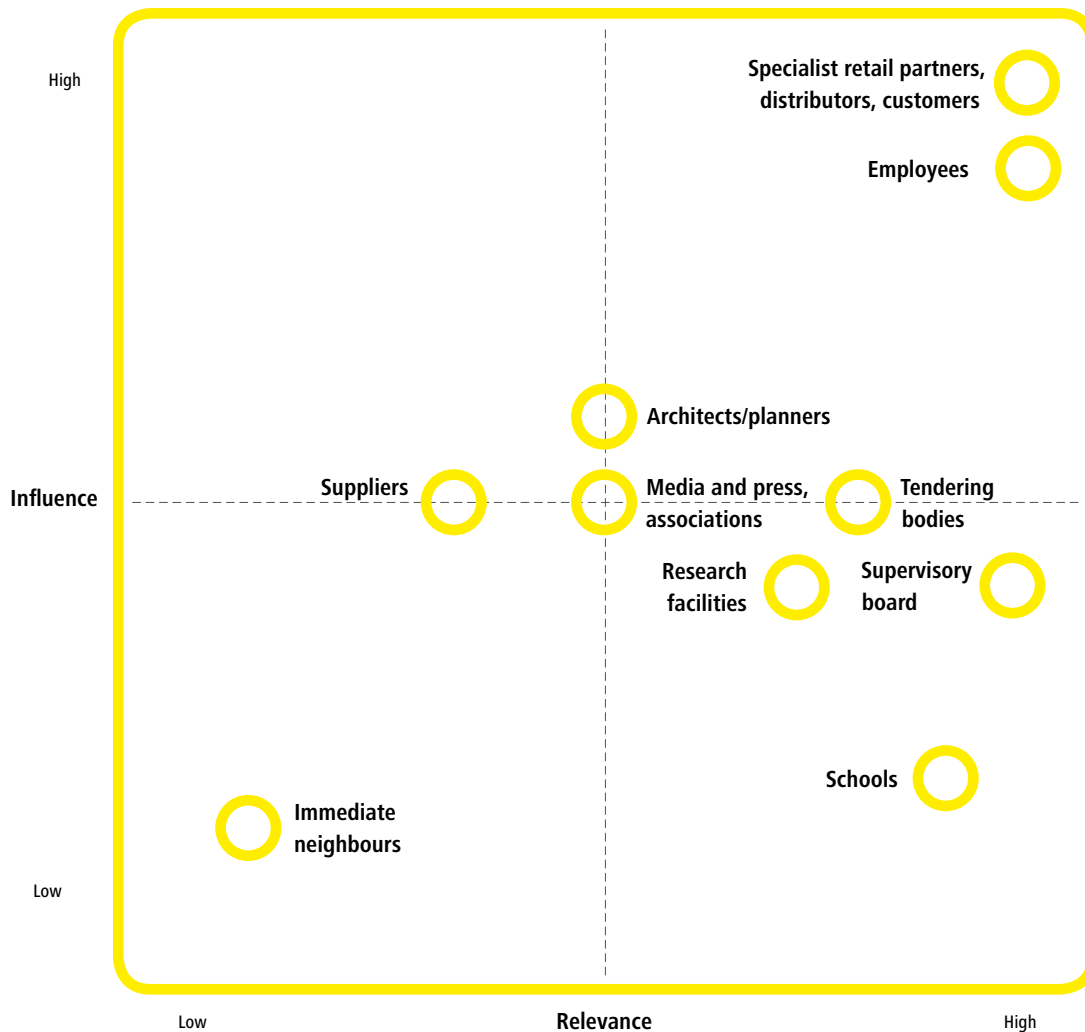 High
Specialist retail partners,
distributors, customers
Employees
Architects/planners
Influence
Suppliers
Media and press,
associations
Tendering
bodies
Research
facilities
Supervisory
board
Schools
Immediate
neighbours
Low
Low
Relevance
High